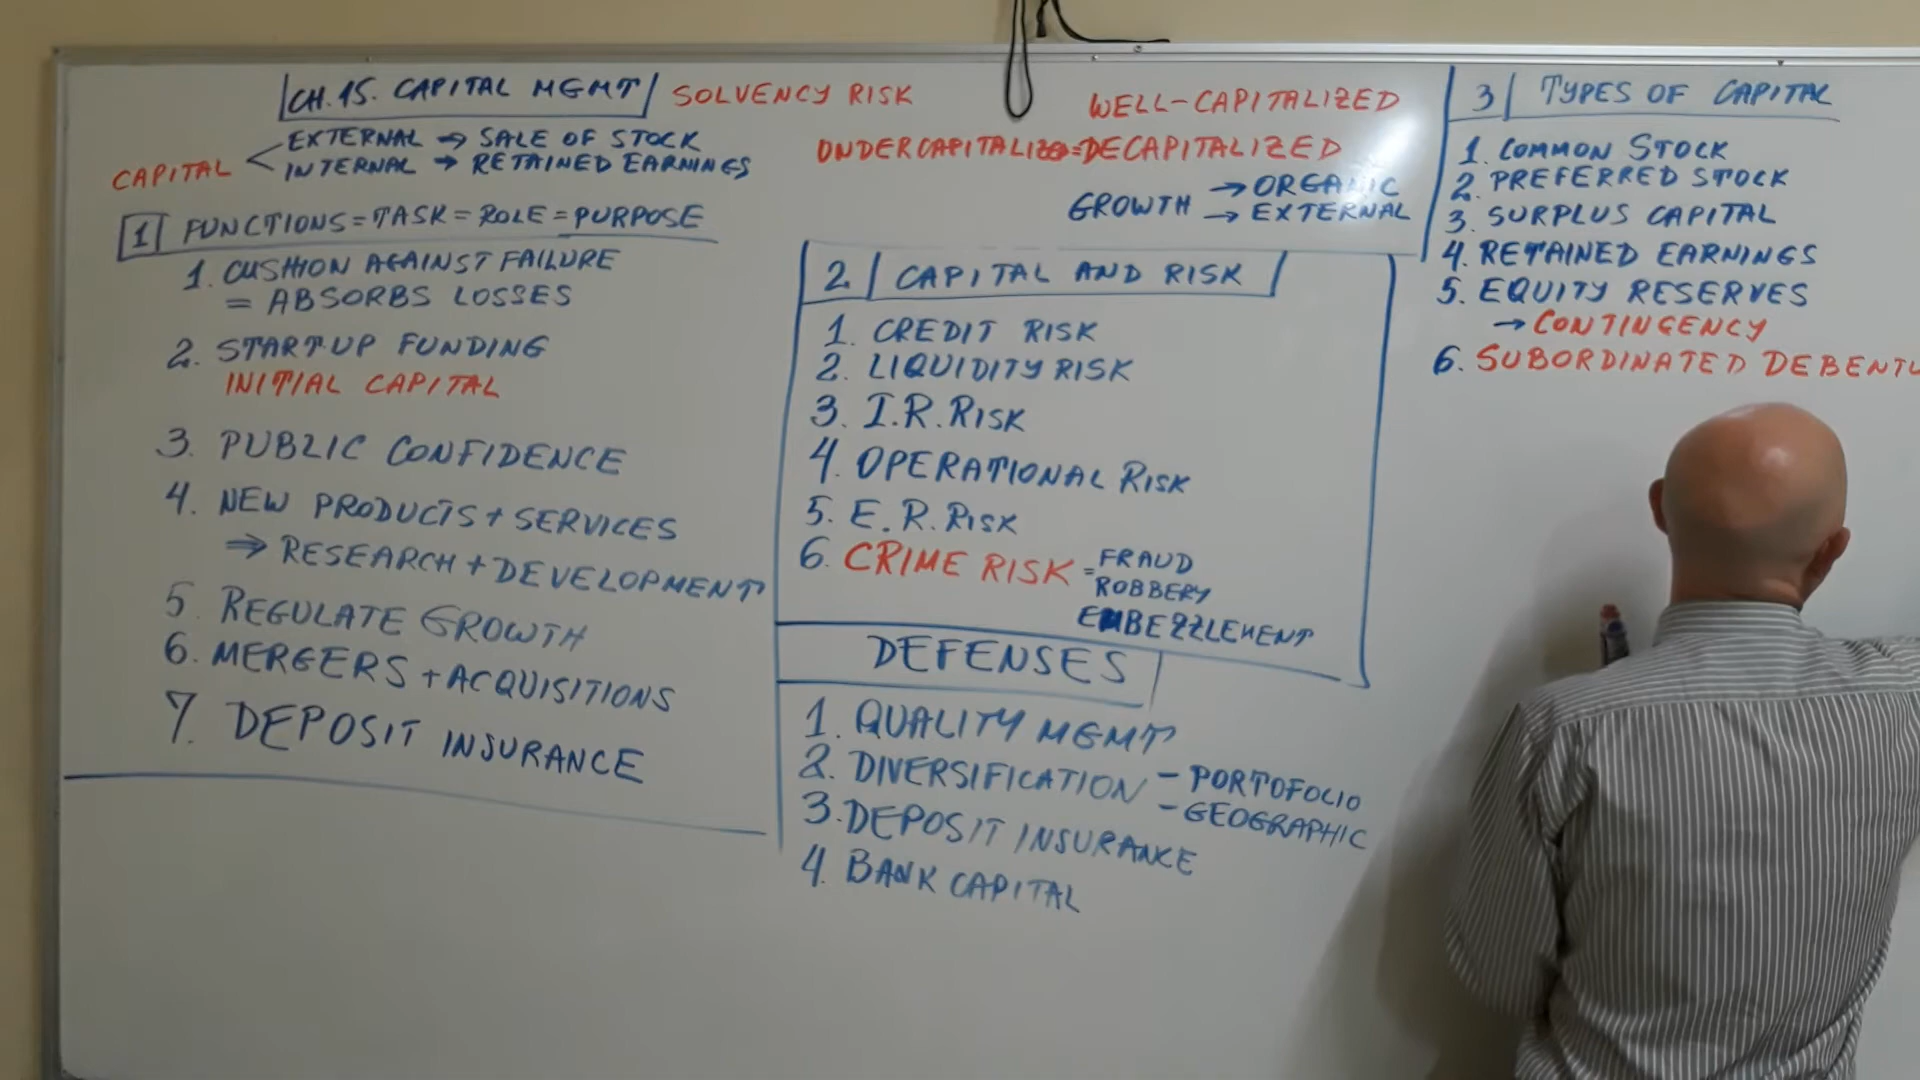 CH. 15. CAPITAL MGMT SOLVENCY RISK
CAPITAL
EXTERNAL → SALE OF STOCK
INTERNAL → RETAINED EARNINGS
WELL-CAPITALIZED
=DECAPITALIZED
GROWTH → ORGANIC
→ EXTERNAL
1 FUNCTIONS = TASK = ROLE = PURPOSE
1. CUSHION AGAINST FAILURE
= ABSORBS LOSSES
2. START-UP FUNDING
INITIAL CAPITAL
3. PUBLIC CONFIDENCE
4. NEW PRODUCTS + SERVICES
⇒ RESEARCH + DEVELOPMENT
5 REGULATE GROWTH
6. MERGERS + ACQUISITIONS
7. DEPOSIT INSURANCE
2 CAPITAL AND RISK
1. CREDIT RISK
2. LIQUIDITY RISK
3. I.R. RISK
4. OPERATIONAL RISK
5. E.R. RISK
6. CRIME RISK = FRAUD
ROBBERY
EMBEZZLEMENT
DEFENSES
1. QUALITY MGMT
2. DIVERSIFICATION - PORTOFOLIO
- GEOGRAPHIC
3. DEPOSIT INSURANCE
4. BANK CAPITAL
3 TYPES OF CAPITAL
1. COMMON STOCK
2. PREFERRED STOCK
3. SURPLUS CAPITAL
4. RETAINED EARNINGS
5. EQUITY RESERVES
→ CONTINGENCY
6. SUBORDINATED DEBENTU